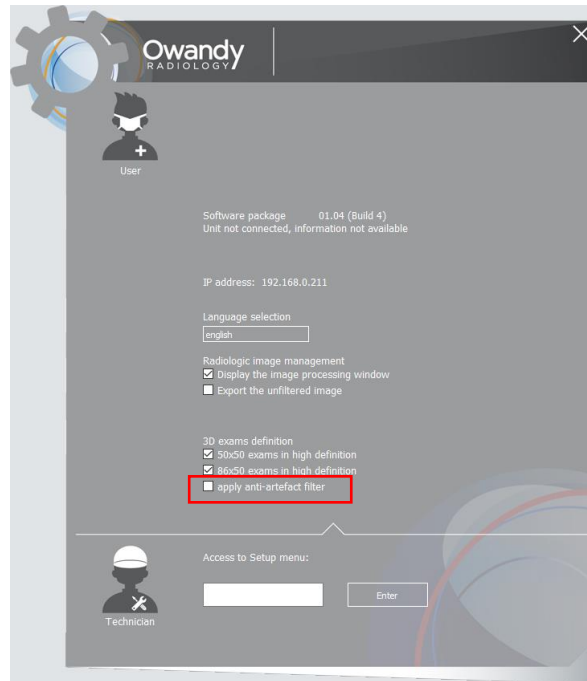 Owandy
RADIOLOGY
User
Software package 01.04 (Build 4)
Unit not connected, information not available
IP address: 192.168.0.211
Language selection
english
Radiologic image management
Display the image processing window
Export the unfiltered image
3D exams definition
50x50 exams in high definition
86x50 exams in high definition
apply anti-artefact filter
Access to Setup menu:
Enter
Technician